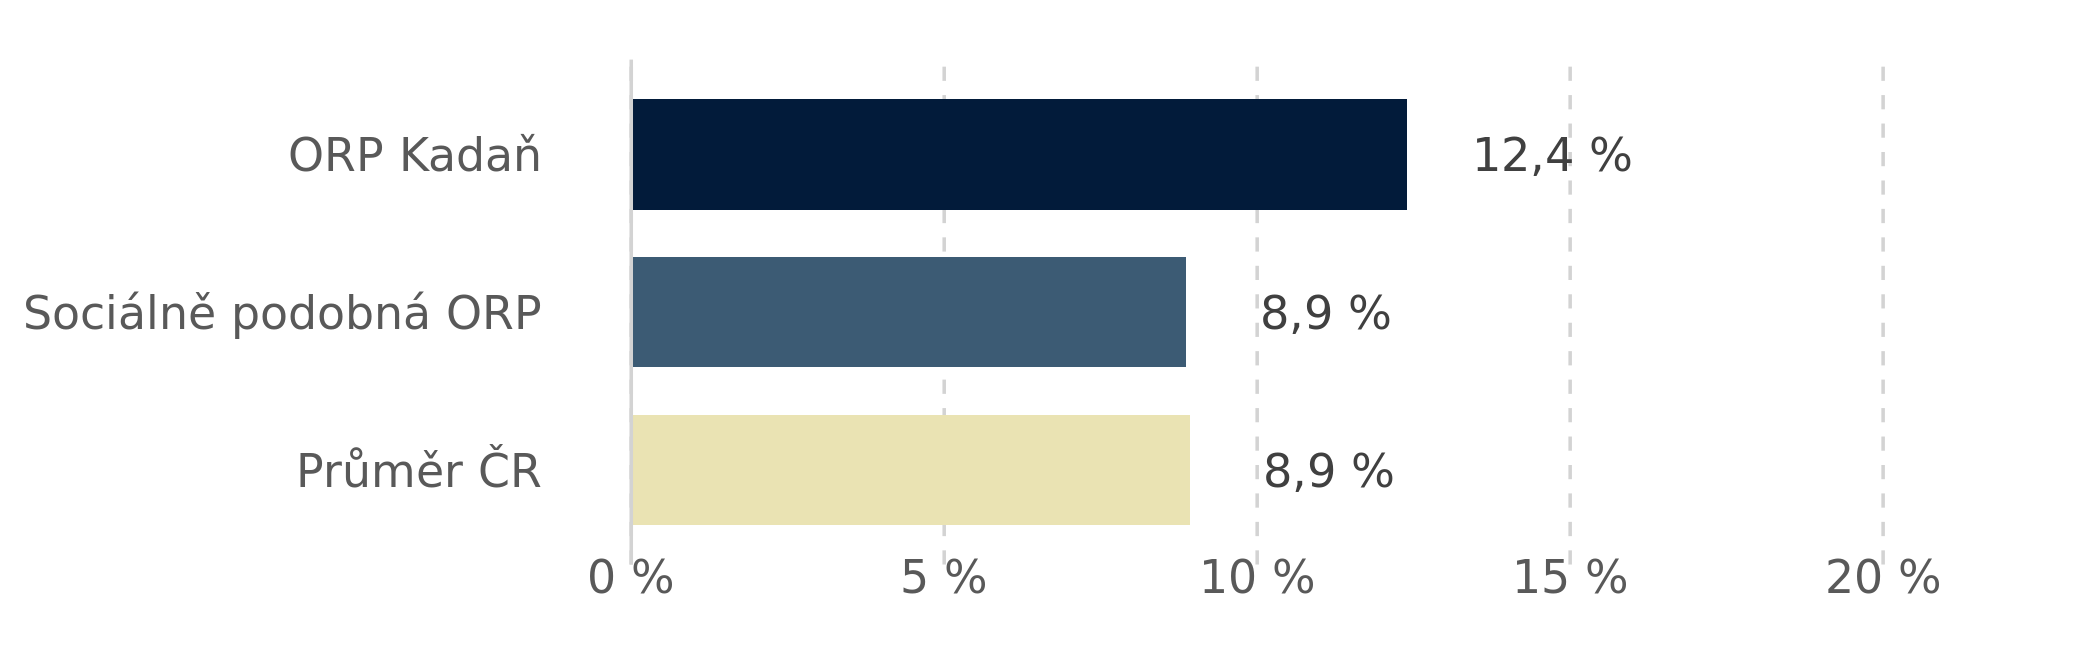 ORP Kadaň 12,4 %
Sociálně podobná ORP 8,9 %
Průměr ČR 8,9 %
0 % 5 % 10 % 15 % 20 %